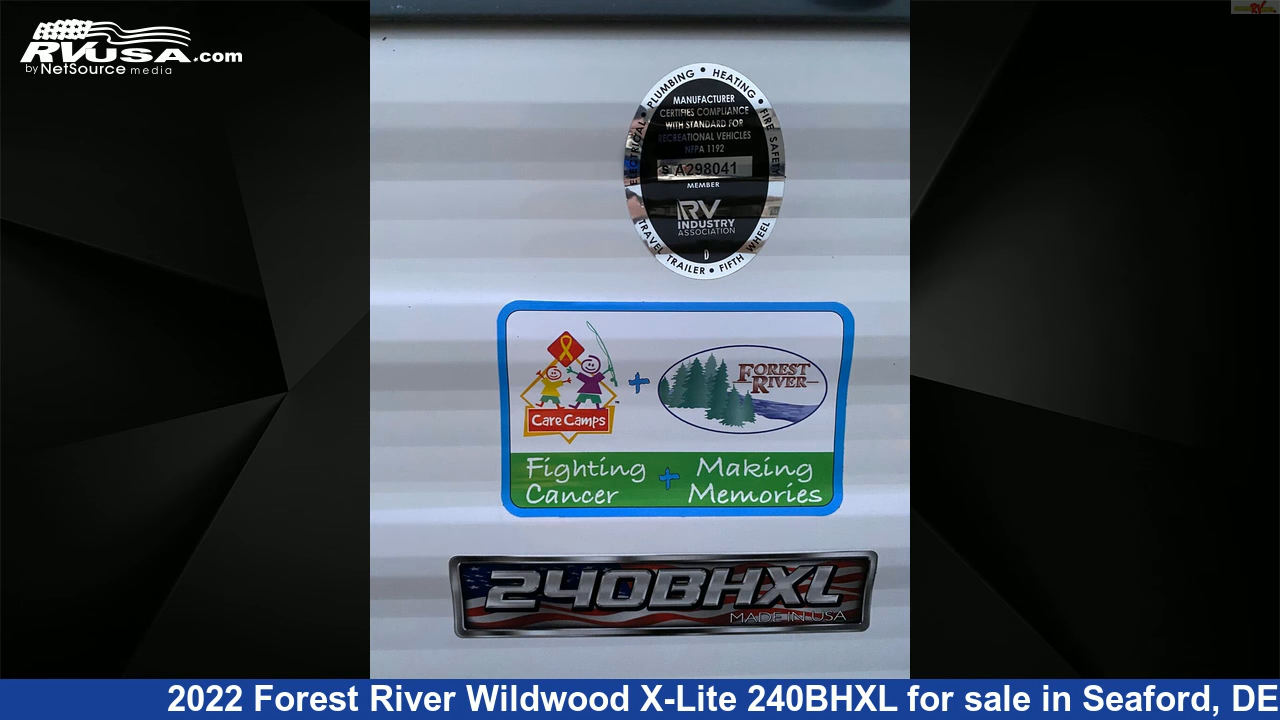 RVUSA.com
by NetSource media
PLUMBING • HEATING • FIRE SAFETY
ELECTRICAL •
MANUFACTURER
CERTIFIES COMPLIANCE
WITH STANDARD FOR
RECREATIONAL VEHICLES
NFPA 1192
$ A298041
MEMBER
RV
INDUSTRY
ASSOCIATION
D
TRAVEL TRAILER • FIFTH WHEEL
FOREST
RIVER
Care Camps
+
Fighting + Making
Cancer Memories
240BHXL
MADE IN USA
2022 Forest River Wildwood X-Lite 240BHXL for sale in Seaford, DE